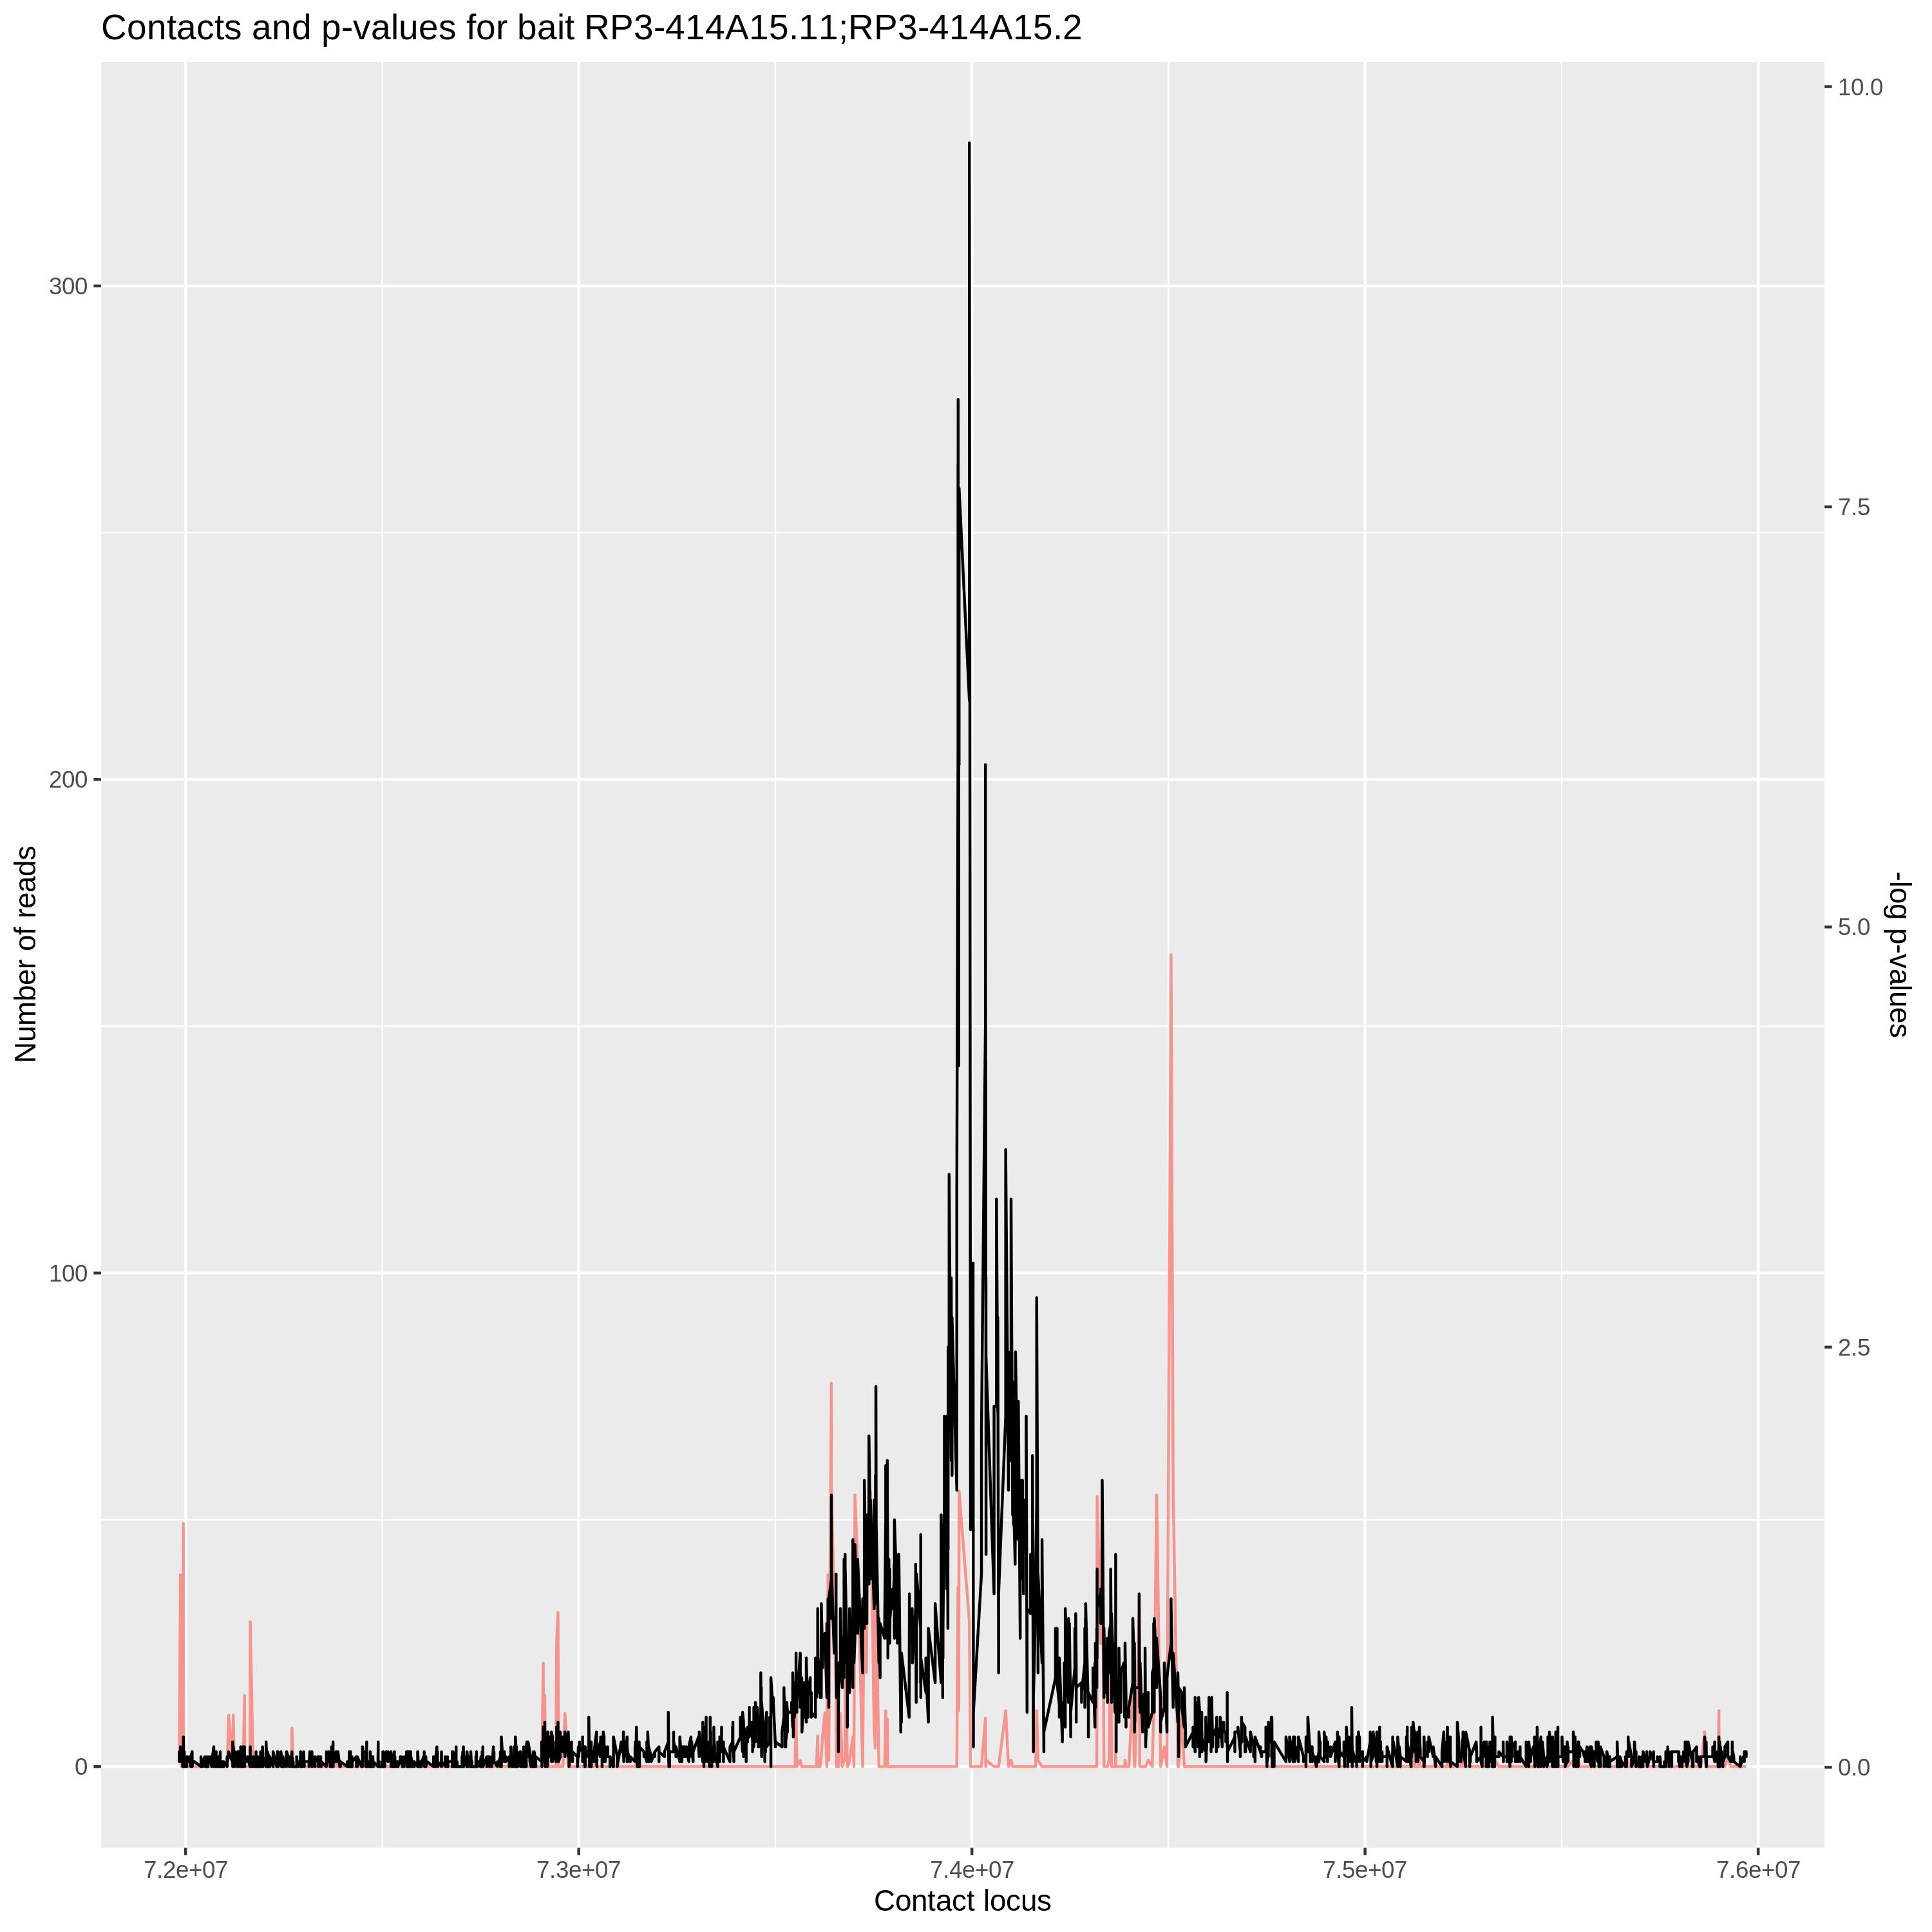 Contacts and p-values for bait RP3-414A15.11;RP3-414A15.2
300
200
100
0
Number of reads
10.0
7.5
5.0
2.5
0.0
-log p-values
7.2e+07 7.3e+07 7.4e+07 7.5e+07 7.6e+07
Contact locus